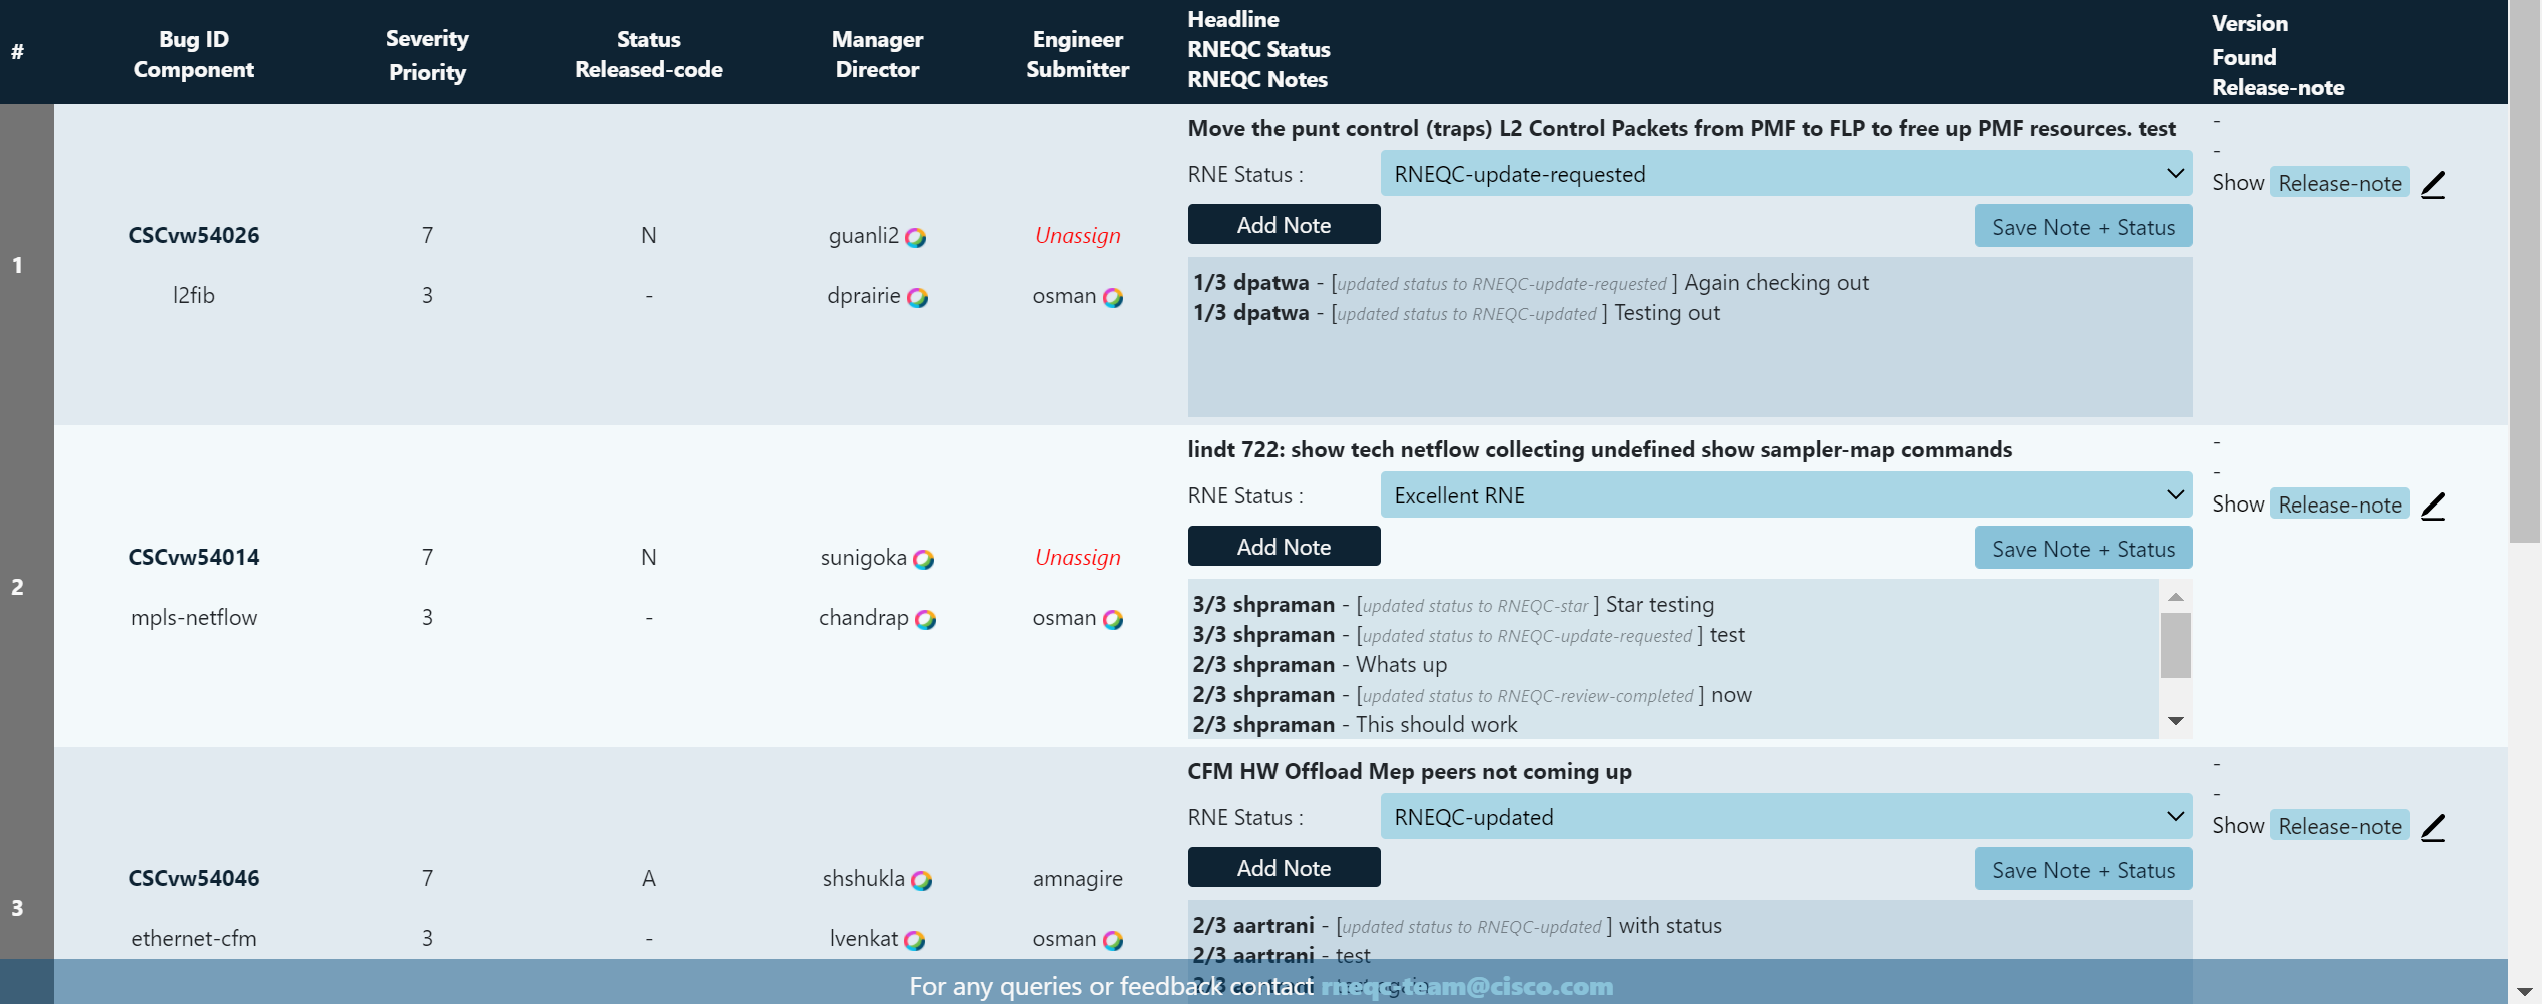 #
Bug ID
Component
Severity
Priority
Status
Released-code
Manager
Director
Engineer
Submitter
Headline
RNEQC Status
RNEQC Notes
Version
Found
Release-note
1
CSCvw54026
l2fib
7
3
N
-
guanli2
dprairie
Unassign
osman
Move the punt control (traps) L2 Control Packets from PMF to FLP to free up PMF resources. test
RNE Status :
RNEQC-update-requested
Add Note
Save Note + Status
1/3 dpatwa - [updated status to RNEQC-update-requested ] Again checking out
1/3 dpatwa - [updated status to RNEQC-updated ] Testing out
-
-
Show Release-note
2
CSCvw54014
mpls-netflow
7
3
N
-
sunigoka
chandrap
Unassign
osman
lindt 722: show tech netflow collecting undefined show sampler-map commands
RNE Status :
Excellent RNE
Add Note
Save Note + Status
3/3 shpraman - [updated status to RNEQC-star ] Star testing
3/3 shpraman - [updated status to RNEQC-update-requested ] test
2/3 shpraman - Whats up
2/3 shpraman - [updated status to RNEQC-review-completed ] now
2/3 shpraman - This should work
-
-
Show Release-note
3
CSCvw54046
ethernet-cfm
7
3
A
-
shshukla
lvenkat
amnagire
osman
CFM HW Offload Mep peers not coming up
RNE Status :
RNEQC-updated
Add Note
Save Note + Status
2/3 aartrani - [updated status to RNEQC-updated ] with status
2/3 aartrani - test
-
-
Show Release-note
For any queries or feedback contact rneqc-team@cisco.com